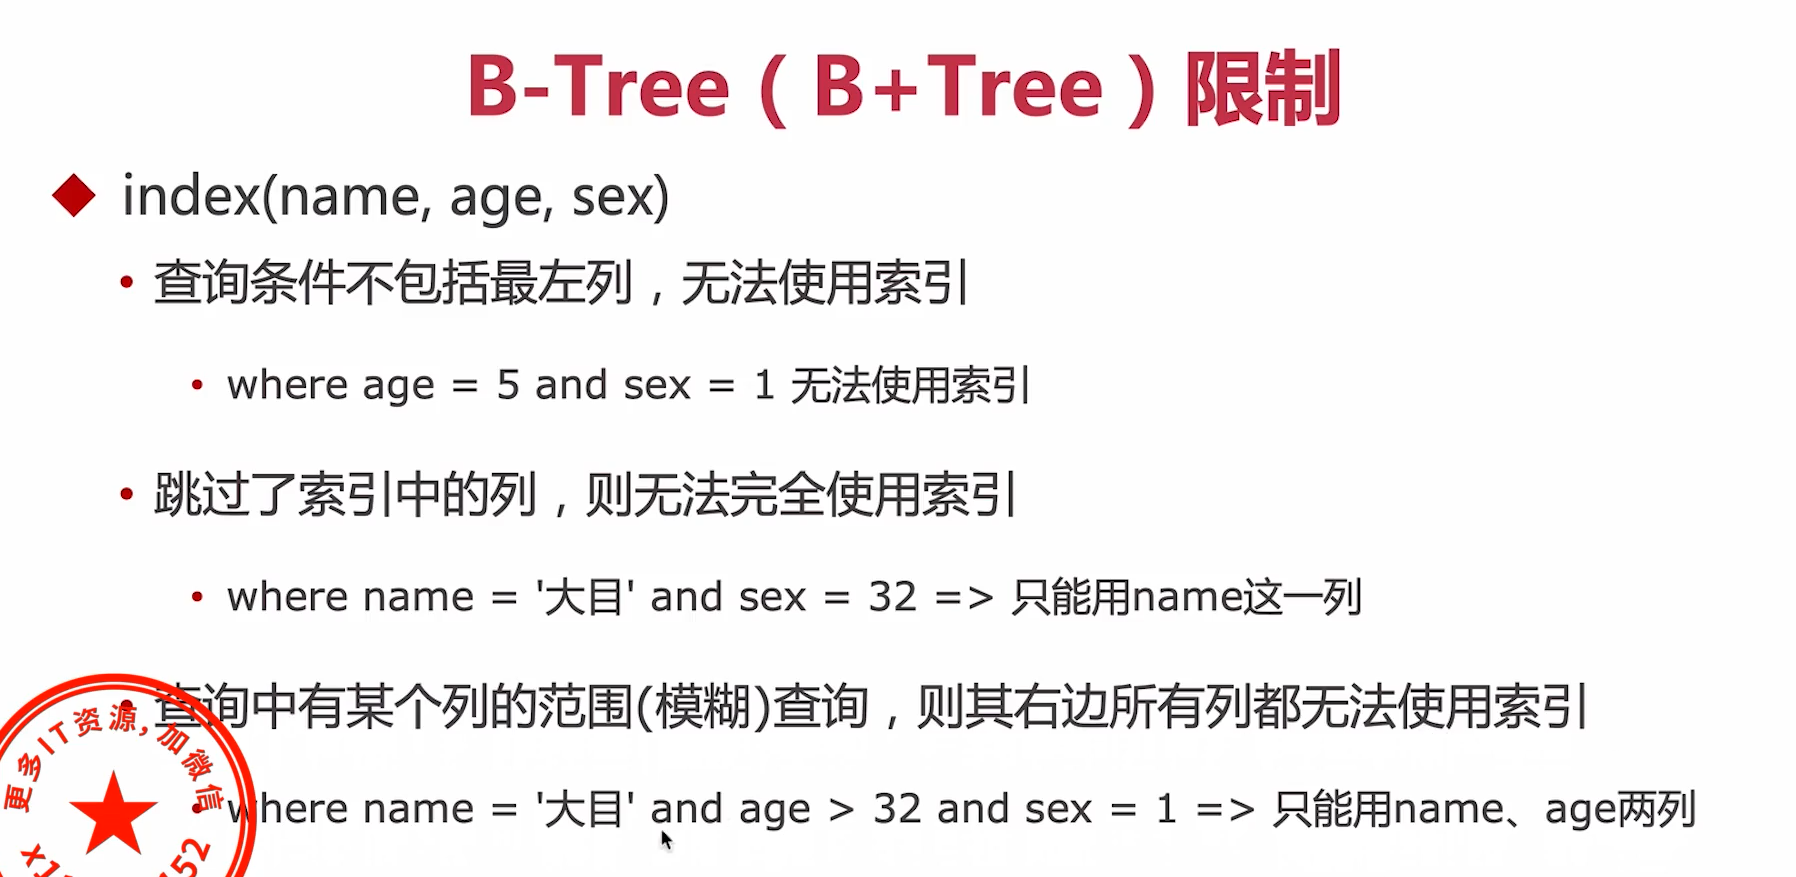 B-Tree（B+Tree）限制
index(name, age, sex)
查询条件不包括最左列，无法使用索引
where age = 5 and sex = 1 无法使用索引
跳过了索引中的列，则无法完全使用索引
where name = '大目' and sex = 32 => 只能用name这一列
查询中有某个列的范围(模糊)查询，则其右边所有列都无法使用索引
where name = '大目' and age > 32 and sex = 1 => 只能用name、age两列
更多IT资源,加微信